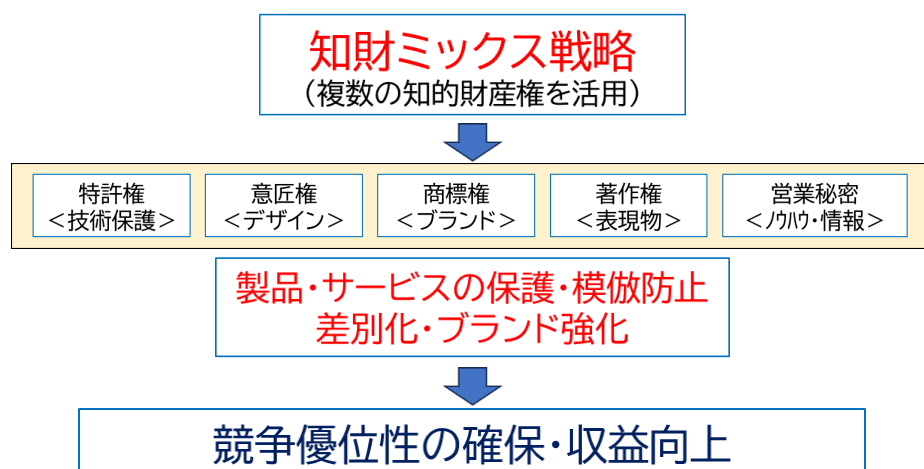 知財ミックス戦略
（複数の知的財産権を活用）
特許権
＜技術保護＞
意匠権
＜デザイン＞
商標権
＜ブランド＞
著作権
＜表現物＞
営業秘密
＜ﾉｳﾊｳ・情報＞
製品・サービスの保護・模倣防止
差別化・ブランド強化
競争優位性の確保・収益向上